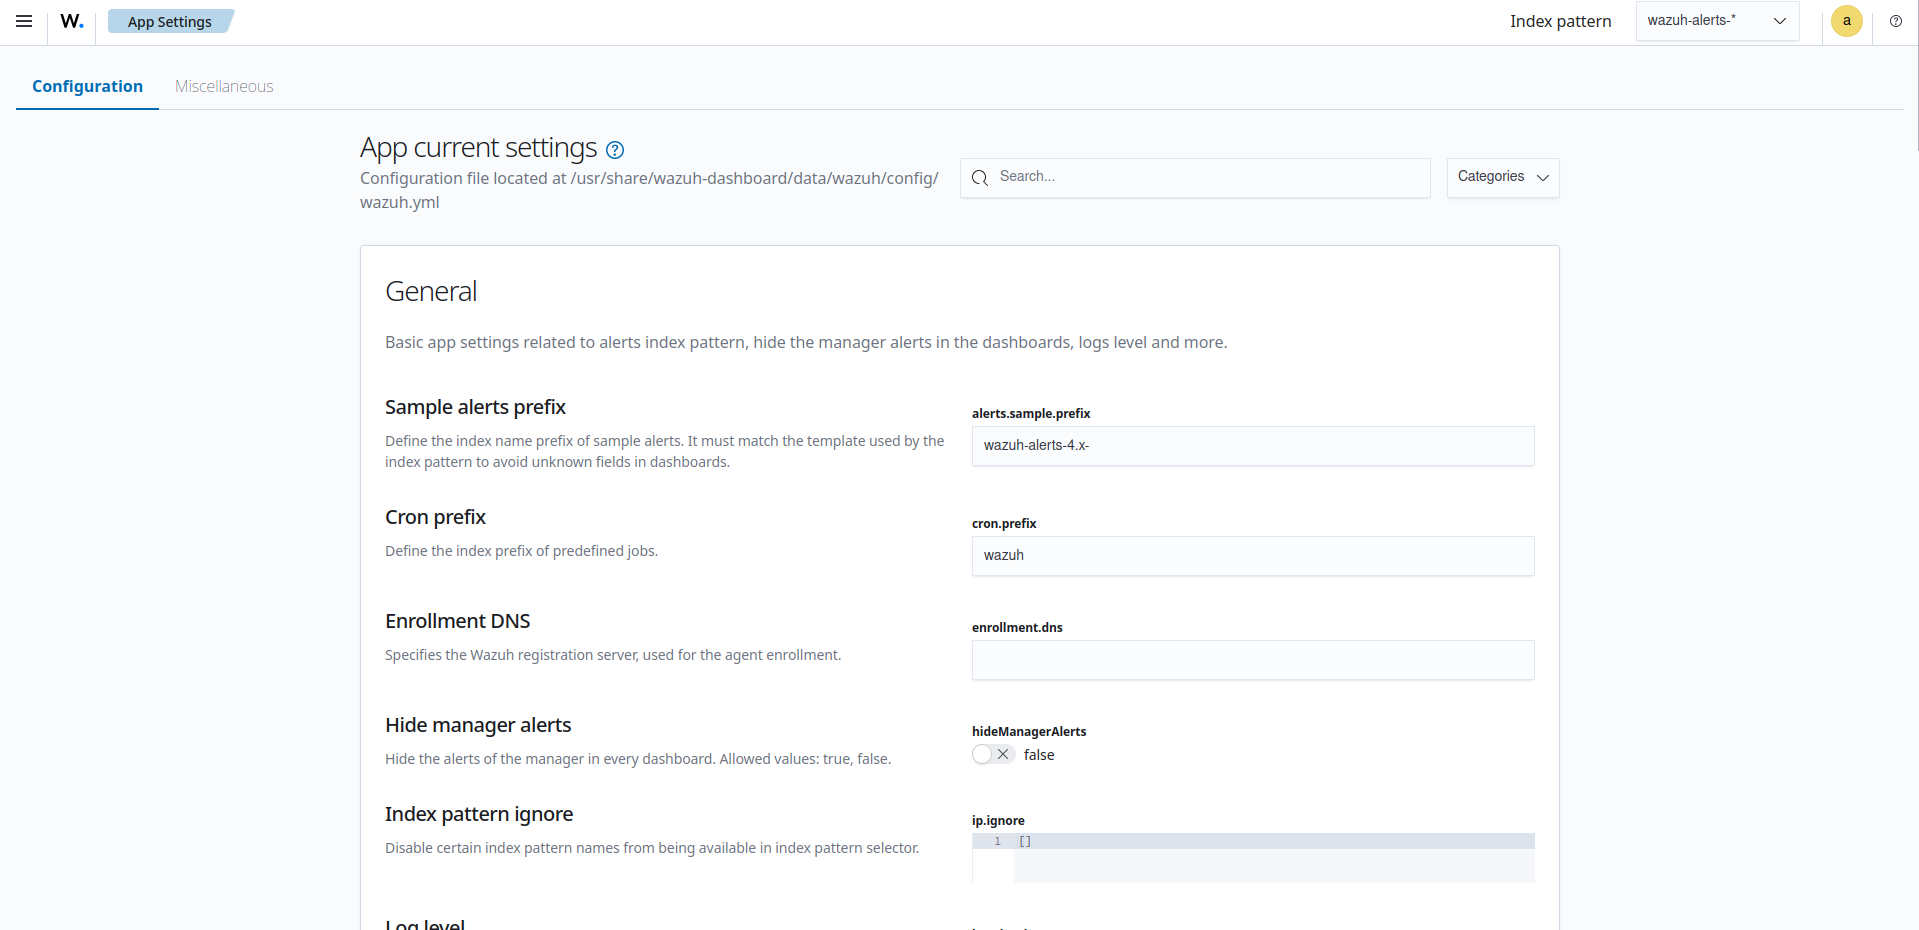 W.
App Settings
Index pattern
wazuh-alerts-*
a
Configuration
Miscellaneous
App current settings
Configuration file located at /usr/share/wazuh-dashboard/data/wazuh/config/
wazuh.yml
Search...
Categories
General
Basic app settings related to alerts index pattern, hide the manager alerts in the dashboards, logs level and more.
Sample alerts prefix
Define the index name prefix of sample alerts. It must match the template used by the
index pattern to avoid unknown fields in dashboards.
alerts.sample.prefix
wazuh-alerts-4.x-
Cron prefix
Define the index prefix of predefined jobs.
cron.prefix
wazuh
Enrollment DNS
Specifies the Wazuh registration server, used for the agent enrollment.
enrollment.dns
Hide manager alerts
Hide the alerts of the manager in every dashboard. Allowed values: true, false.
hideManagerAlerts
false
Index pattern ignore
Disable certain index pattern names from being available in index pattern selector.
ip.ignore
1 []
Log level